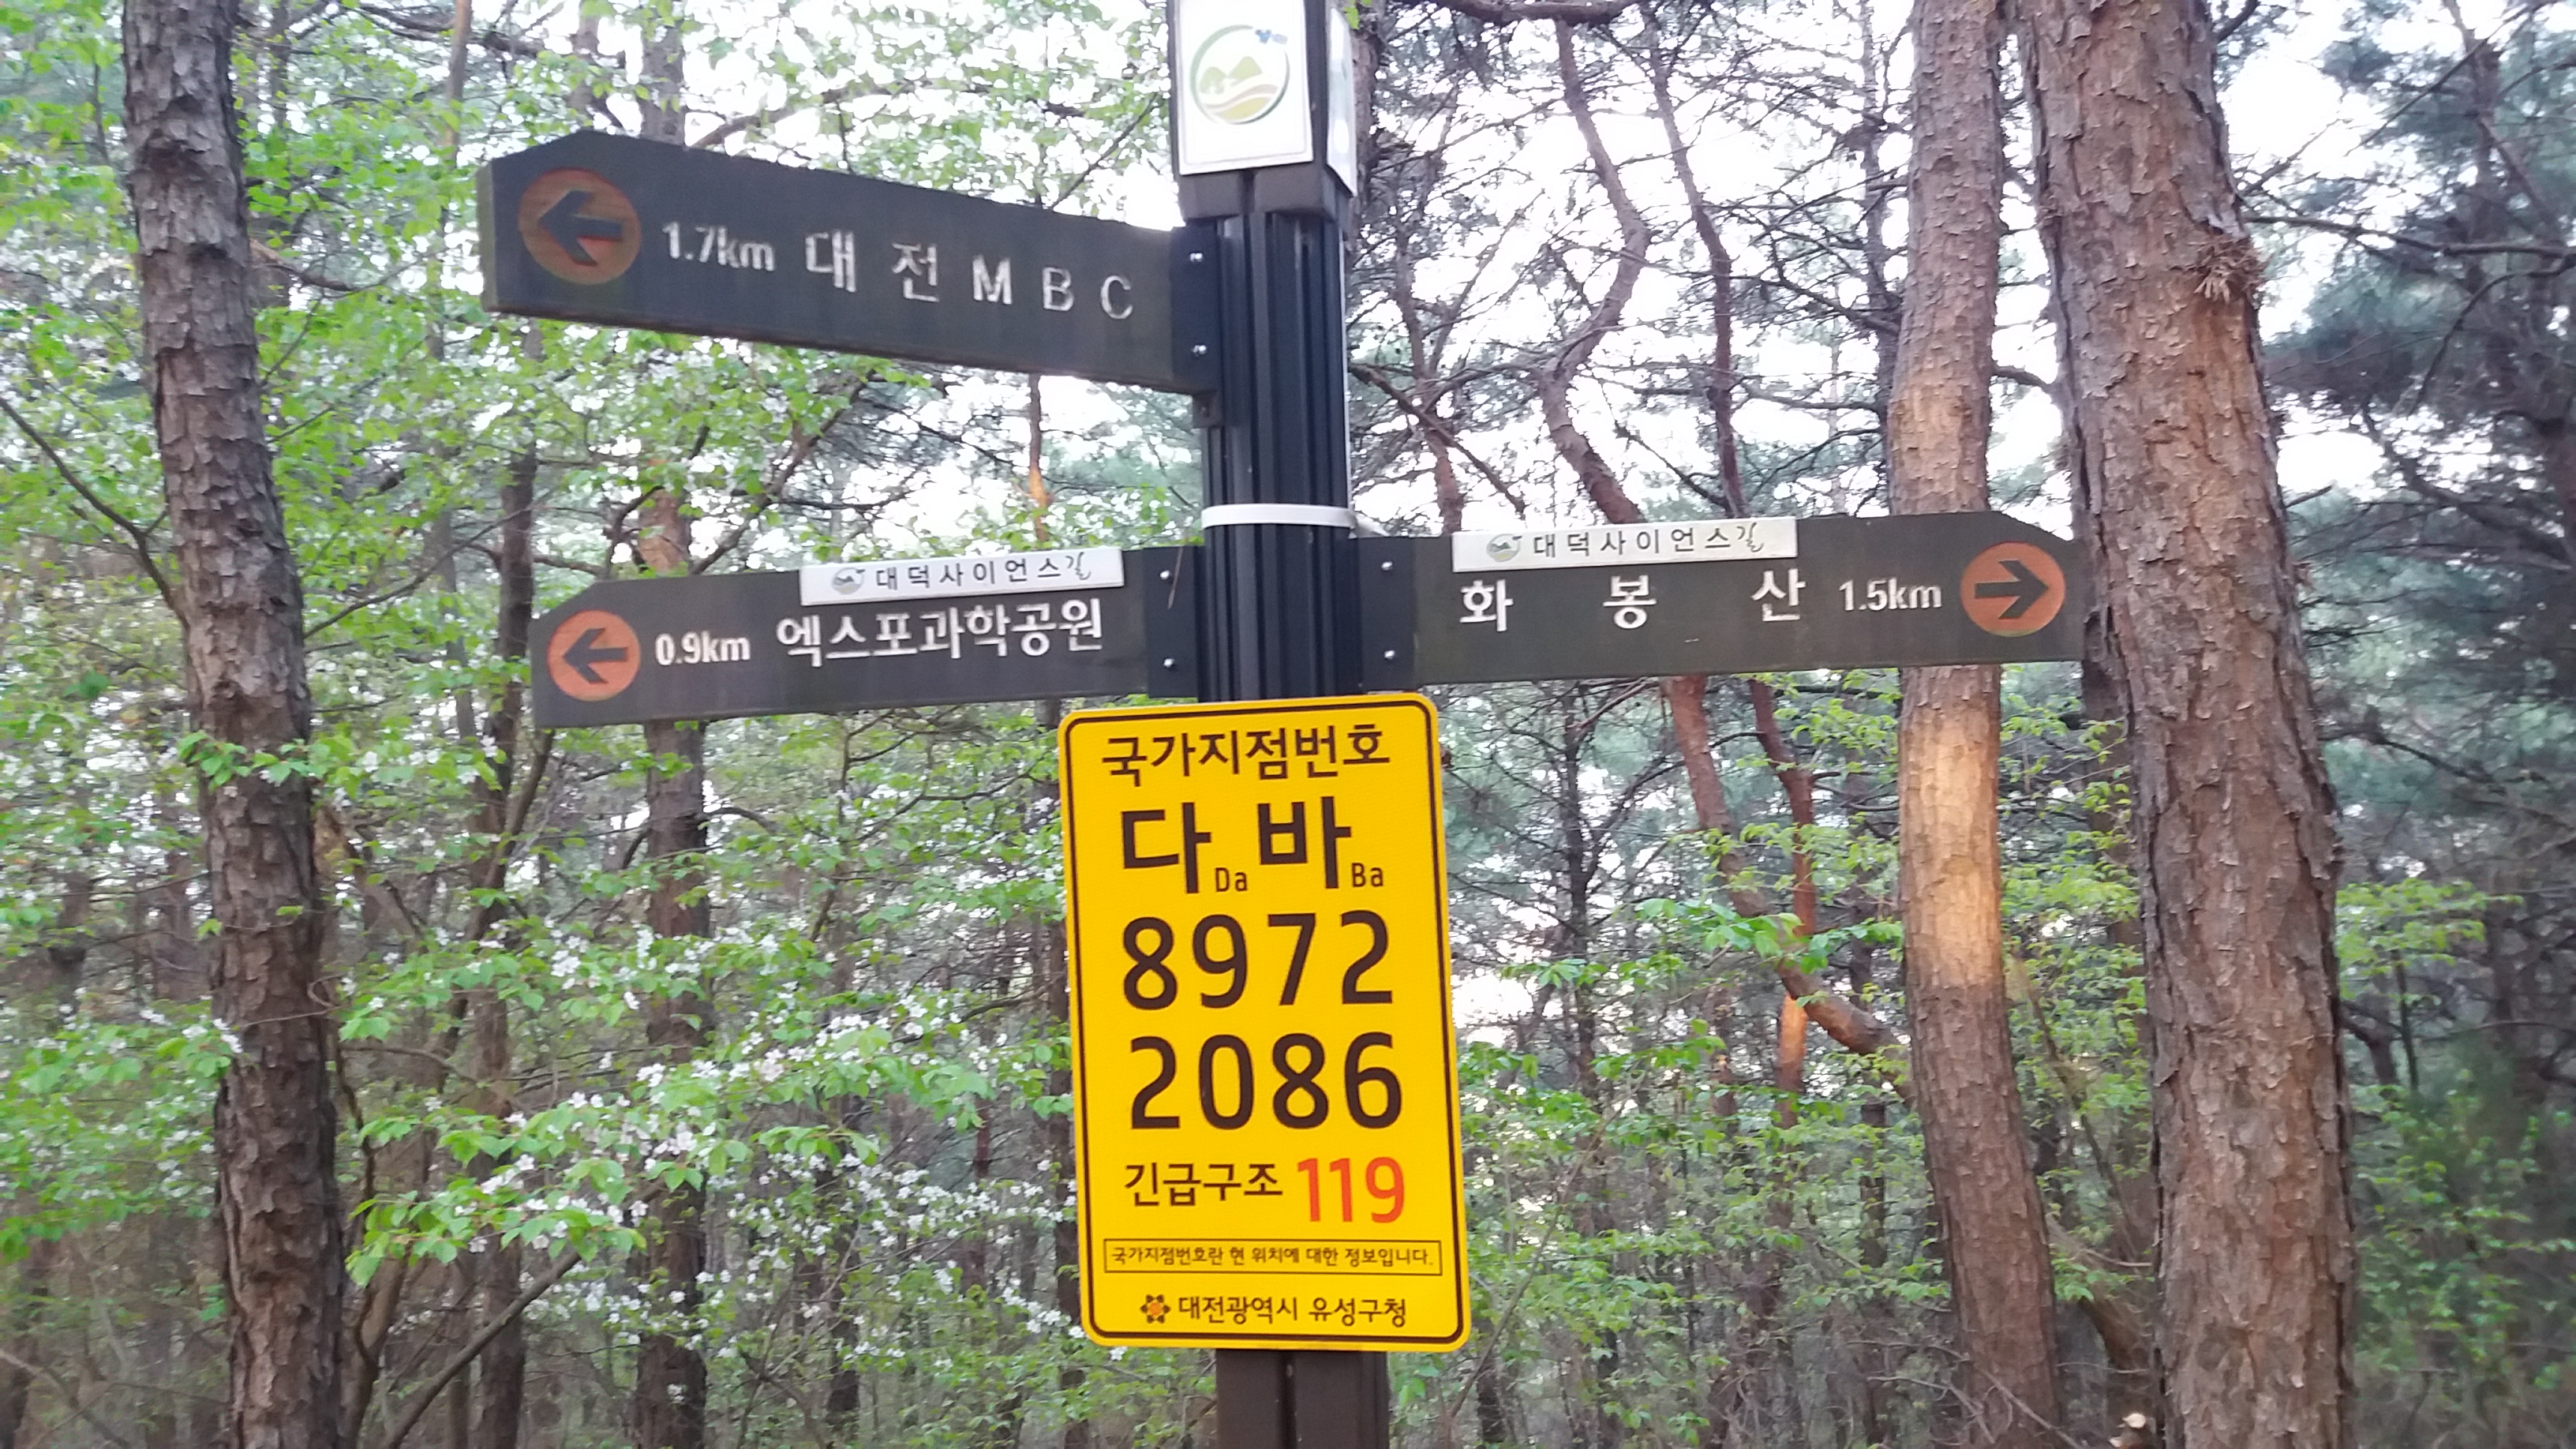 1.7km 대전MBC
대덕사이언스길
0.9km 엑스포과학공원
대덕사이언스길
화봉산 1.5km
국가지점번호
다Da바Ba
8972
2086
긴급구조 119
국가지점번호란 현 위치에 대한 정보입니다.
대전광역시 유성구청